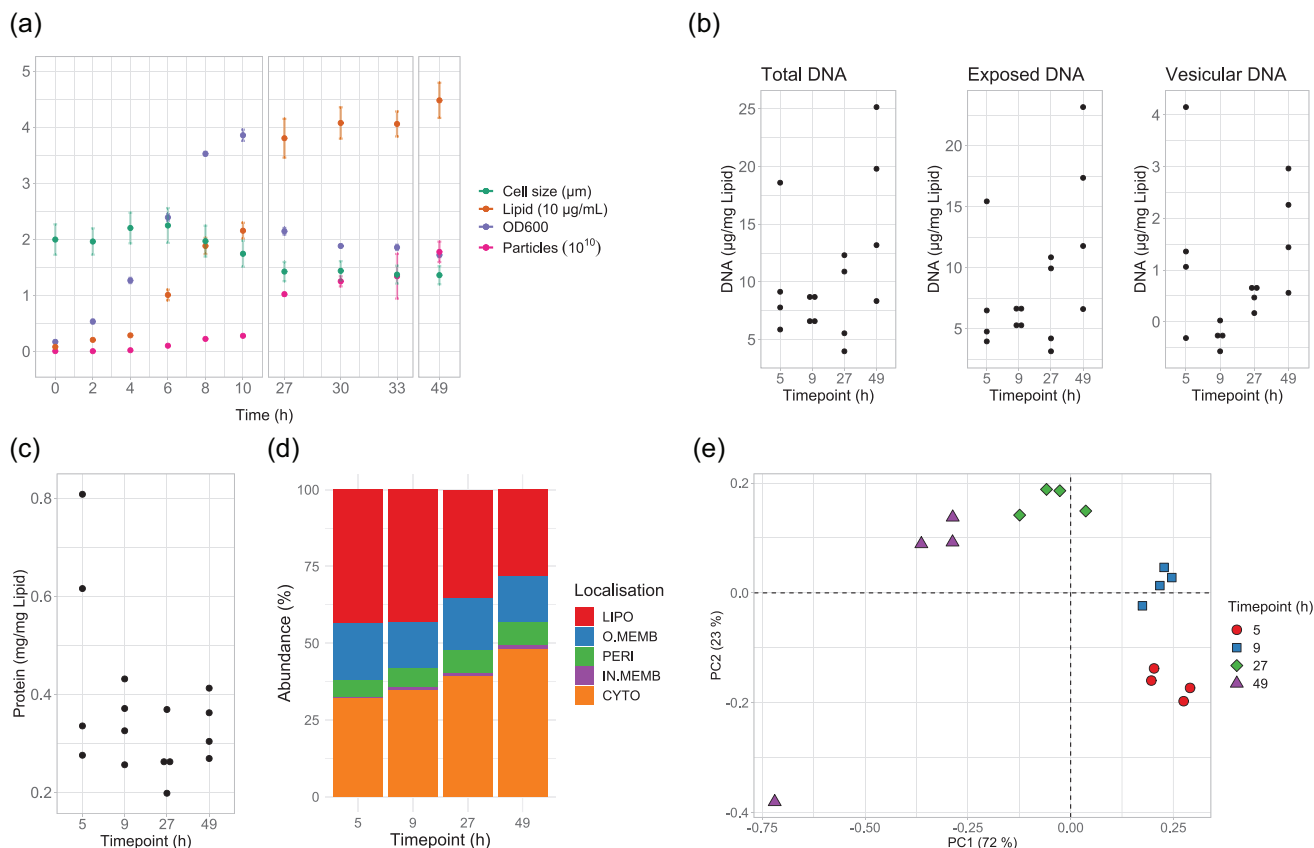 (a)
5
4
3
2
1
0
0 2 4 6 8 10 27 30 33 49
Time (h)
Cell size (µm)
Lipid (10 µg/mL)
OD600
Particles (10¹⁰)
(b)
Total DNA
DNA (µg/mg Lipid)
25
20
15
10
5
5 9 27 49
Timepoint (h)
Exposed DNA
DNA (µg/mg Lipid)
20
15
10
5
5 9 27 49
Timepoint (h)
Vesicular DNA
DNA (µg/mg Lipid)
4
3
2
1
0
5 9 27 49
Timepoint (h)
(c)
Protein (mg/mg Lipid)
0.8
0.6
0.4
0.2
5 9 27 49
Timepoint (h)
(d)
Abundance (%)
100
75
50
25
0
5 9 27 49
Timepoint (h)
Localisation
LIPO
O.MEMB
PERI
IN.MEMB
CYTO
(e)
PC2 (23 %)
0.2
0.0
-0.2
-0.4
-0.75 -0.50 -0.25 0.00 0.25
PC1 (72 %)
Timepoint (h)
5
9
27
49